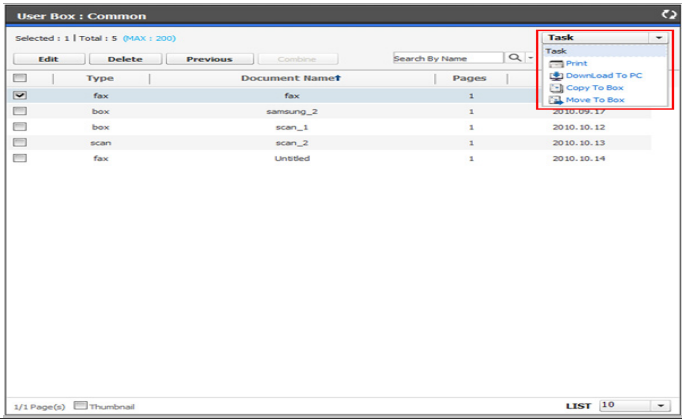 User Box : Common
Selected : 1 | Total : 5 (MAX : 200)
Task
Edit Delete Previous Combine Search By Name
Task
Print
DownLoad To PC
Copy To Box
Move To Box
Type Document Name Pages
fax fax 1
box samsung_2 1 2010.09.17
box scan_1 1 2010.10.12
scan scan_2 1 2010.10.13
fax Untitled 1 2010.10.14
1/1 Page(s) Thumbnail LIST 10